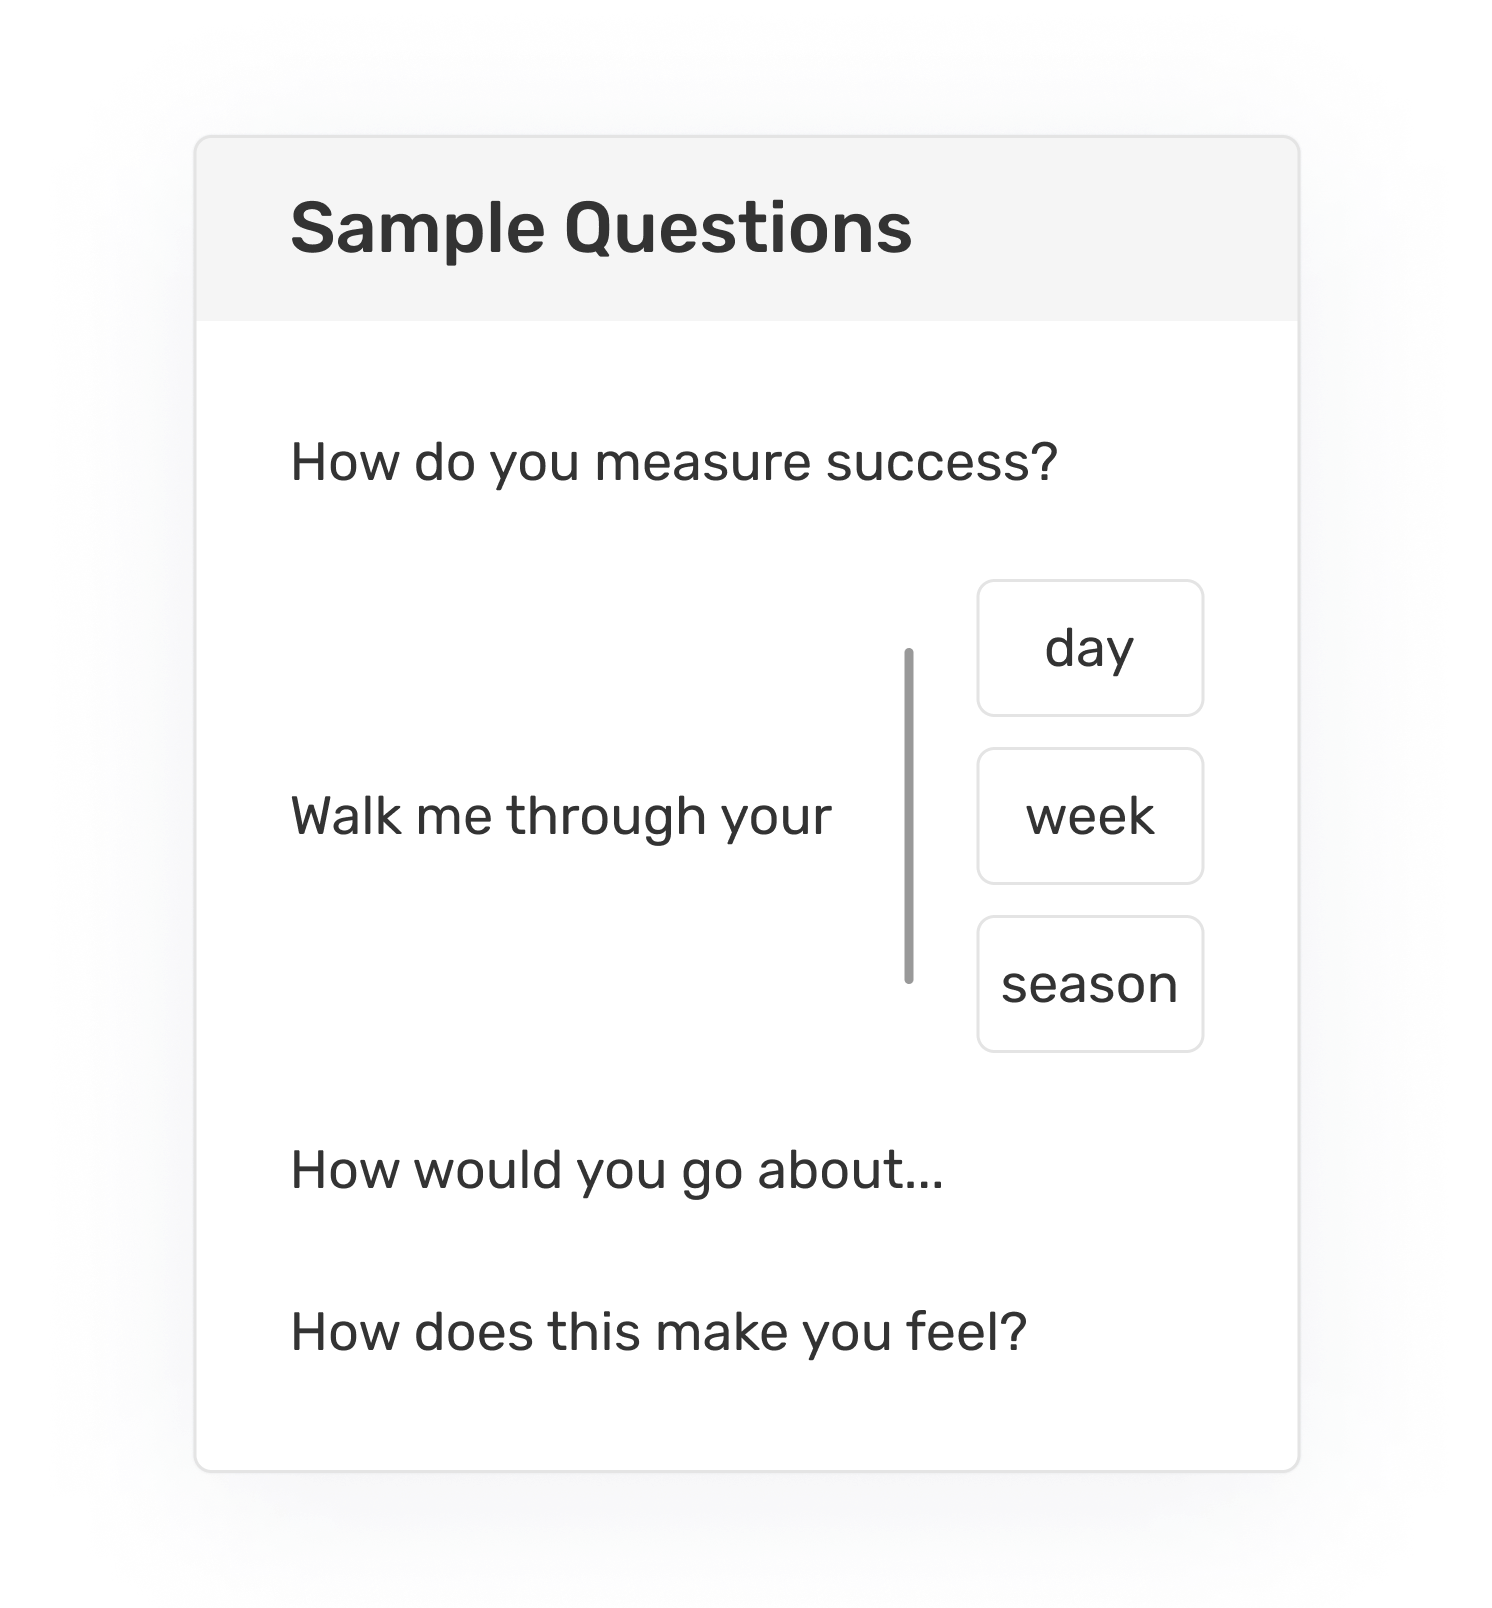 Sample Questions
How do you measure success?
day
Walk me through your
week
season
How would you go about...
How does this make you feel?